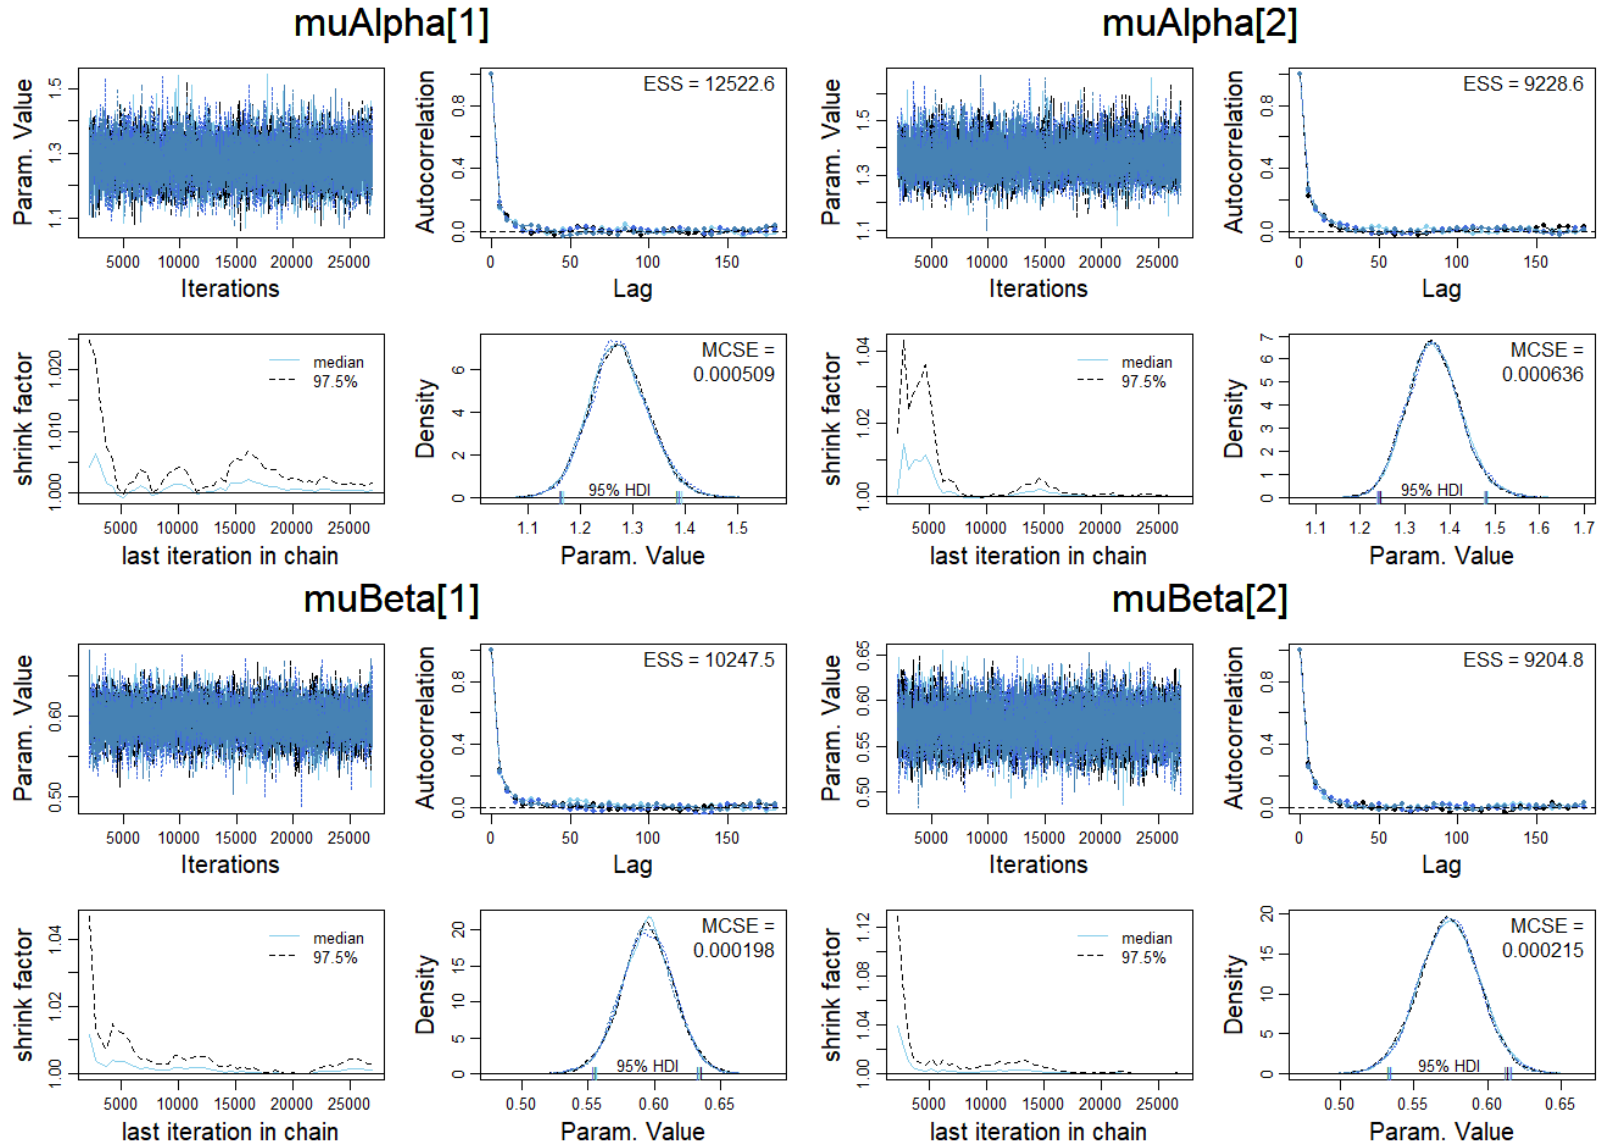 muAlpha[1]
Param. Value
1.1 1.3 1.5
5000 10000 15000 20000 25000
Iterations
Autocorrelation
0.0 0.4 0.8
ESS = 12522.6
0 50 100 150
Lag
shrink factor
1.000 1.010 1.020
median
97.5%
5000 10000 15000 20000 25000
last iteration in chain
Density
0 2 4 6
MCSE =
0.000509
95% HDI
1.1 1.2 1.3 1.4 1.5
Param. Value
muAlpha[2]
Param. Value
1.1 1.3 1.5
5000 10000 15000 20000 25000
Iterations
Autocorrelation
0.0 0.4 0.8
ESS = 9228.6
0 50 100 150
Lag
shrink factor
1.00 1.02 1.04
median
97.5%
5000 10000 15000 20000 25000
last iteration in chain
Density
0 1 2 3 4 5 6 7
MCSE =
0.000636
95% HDI
1.1 1.2 1.3 1.4 1.5 1.6 1.7
Param. Value
muBeta[1]
Param. Value
0.50 0.60
5000 10000 15000 20000 25000
Iterations
Autocorrelation
0.0 0.4 0.8
ESS = 10247.5
0 50 100 150
Lag
shrink factor
1.00 1.02 1.04
median
97.5%
5000 10000 15000 20000 25000
last iteration in chain
Density
0 5 10 15 20
MCSE =
0.000198
95% HDI
0.50 0.55 0.60 0.65
Param. Value
muBeta[2]
Param. Value
0.50 0.55 0.60 0.65
5000 10000 15000 20000 25000
Iterations
Autocorrelation
0.0 0.4 0.8
ESS = 9204.8
0 50 100 150
Lag
shrink factor
1.00 1.04 1.08 1.12
median
97.5%
5000 10000 15000 20000 25000
last iteration in chain
Density
0 5 10 15 20
MCSE =
0.000215
95% HDI
0.50 0.55 0.60 0.65
Param. Value